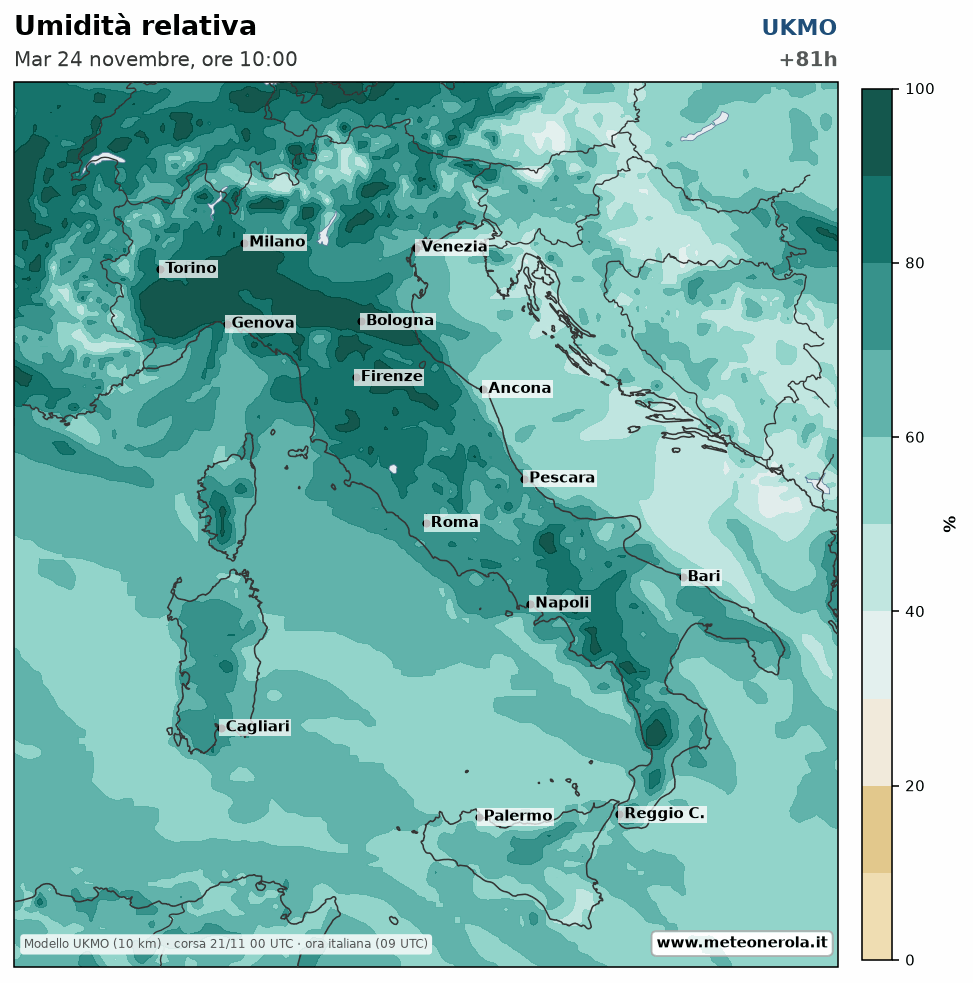 Umidità relativa
UKMO
Mar 24 novembre, ore 10:00
+81h
100
80
60
40
20
0
%
Milano
Venezia
Torino
Genova
Bologna
Firenze
Ancona
Pescara
Roma
Bari
Napoli
Cagliari
Palermo
Reggio C.
Modello UKMO (10 km) · corsa 21/11 00 UTC · ora italiana (09 UTC)
www.meteonerola.it